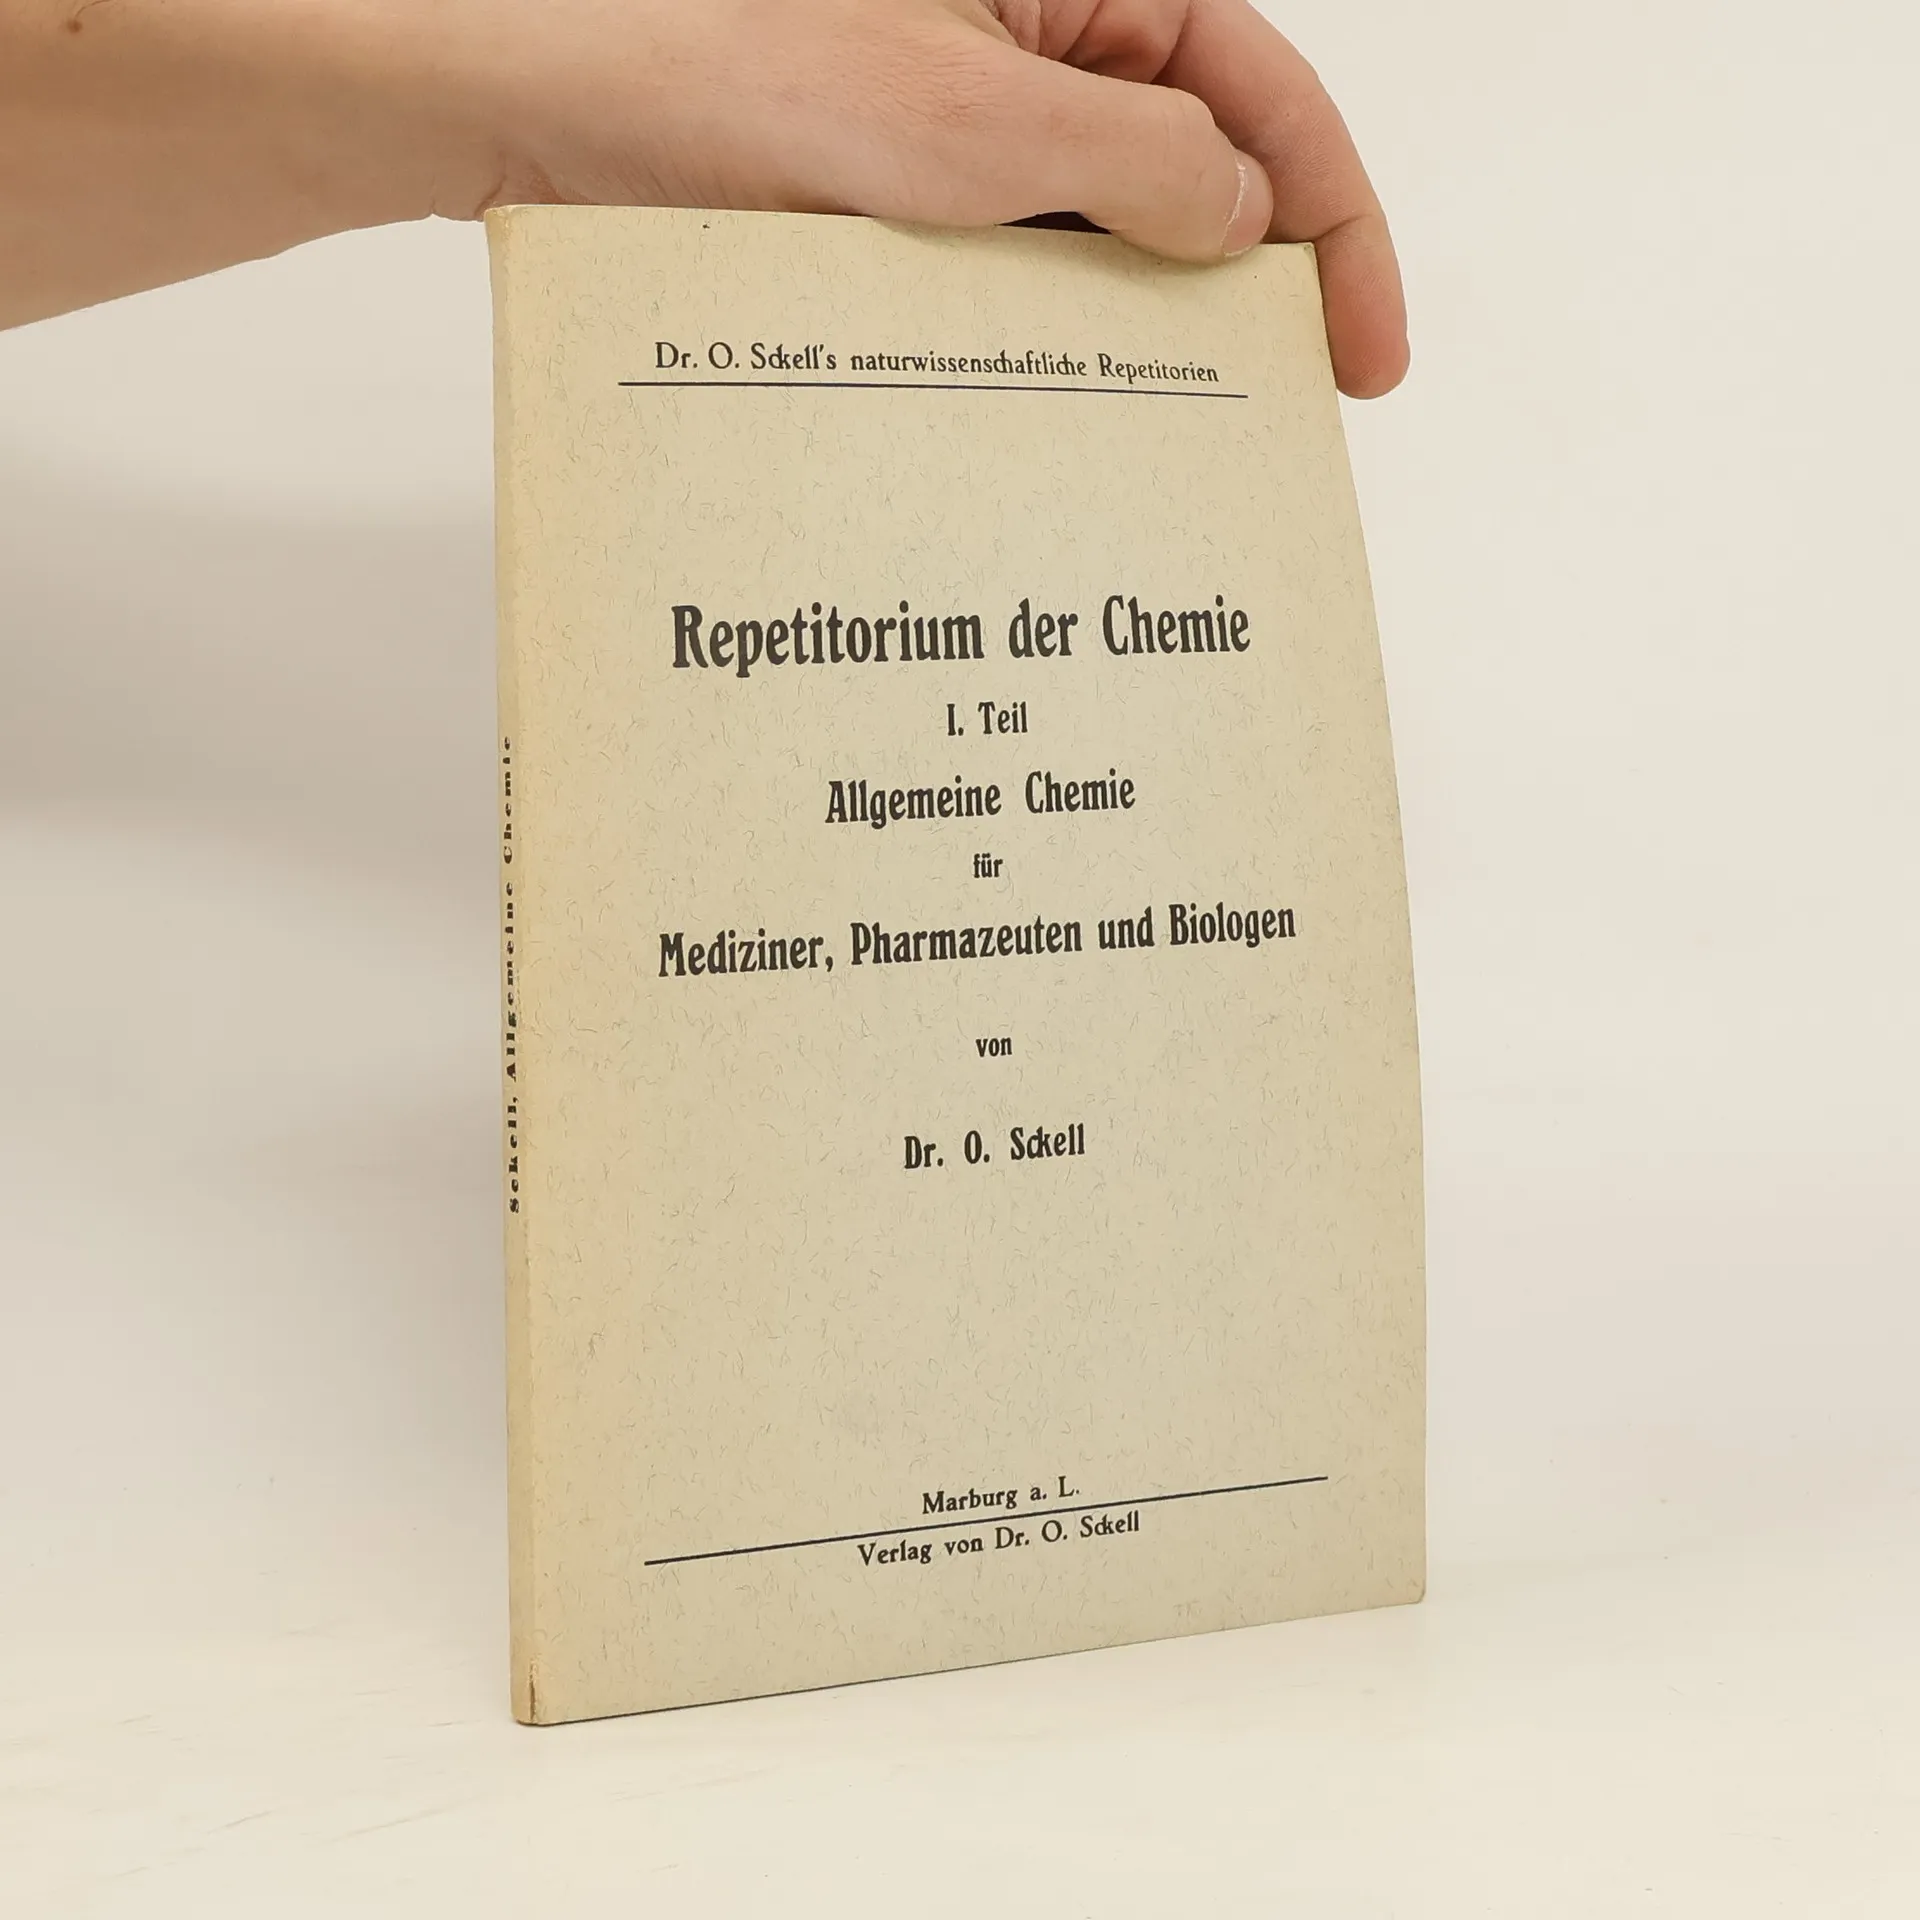 Dr. O. Sckell's naturwissenschaftliche Repetitorien
Repetitorium der Chemie
I. Teil
Allgemeine Chemie
für
Mediziner, Pharmazeuten und Biologen
von
Dr. O. Sckell
Marburg a. L.
Verlag von Dr. O. Sckell
Sckell, Allgemeine Chemie